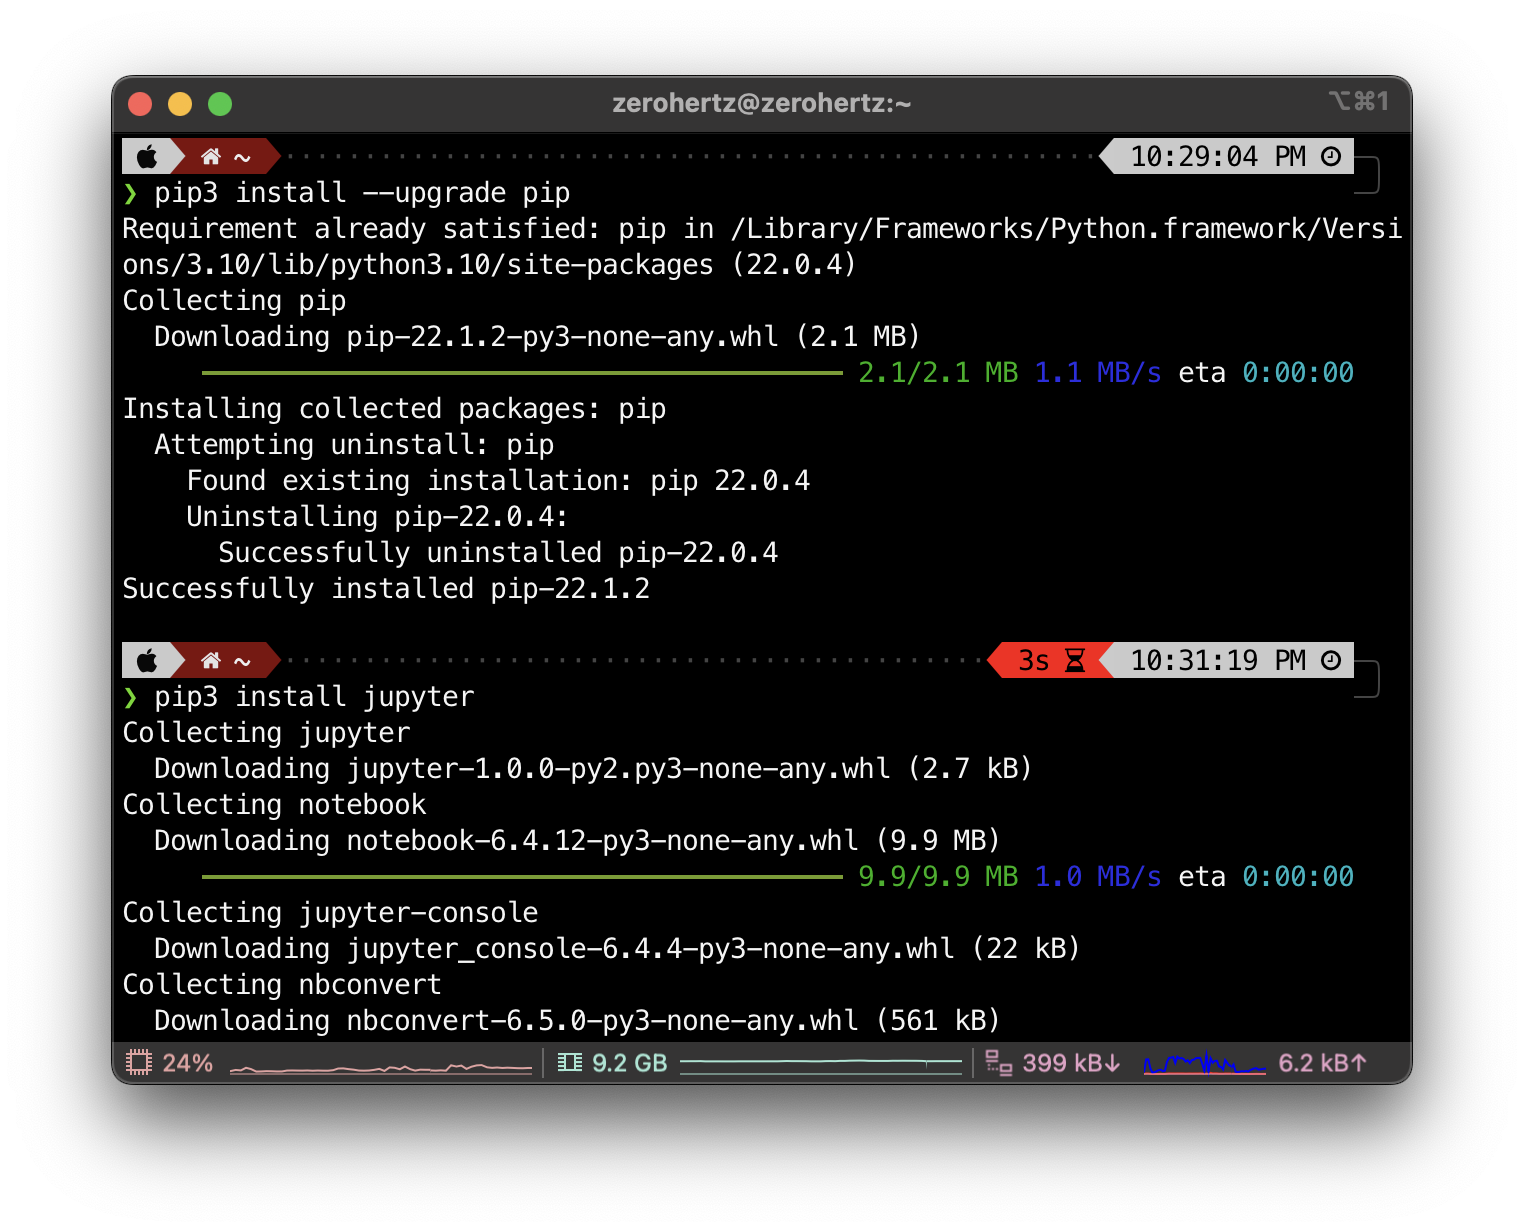 zerohertz@zerohertz:~ ⌥⌘1
~ 10:29:04 PM
❯ pip3 install --upgrade pip
Requirement already satisfied: pip in /Library/Frameworks/Python.framework/Versi
ons/3.10/lib/python3.10/site-packages (22.0.4)
Collecting pip
Downloading pip-22.1.2-py3-none-any.whl (2.1 MB)
2.1/2.1 MB 1.1 MB/s eta 0:00:00
Installing collected packages: pip
Attempting uninstall: pip
Found existing installation: pip 22.0.4
Uninstalling pip-22.0.4:
Successfully uninstalled pip-22.0.4
Successfully installed pip-22.1.2
~ 3s 10:31:19 PM
❯ pip3 install jupyter
Collecting jupyter
Downloading jupyter-1.0.0-py2.py3-none-any.whl (2.7 kB)
Collecting notebook
Downloading notebook-6.4.12-py3-none-any.whl (9.9 MB)
9.9/9.9 MB 1.0 MB/s eta 0:00:00
Collecting jupyter-console
Downloading jupyter_console-6.4.4-py3-none-any.whl (22 kB)
Collecting nbconvert
Downloading nbconvert-6.5.0-py3-none-any.whl (561 kB)
24% 9.2 GB 399 kB↓ 6.2 kB↑